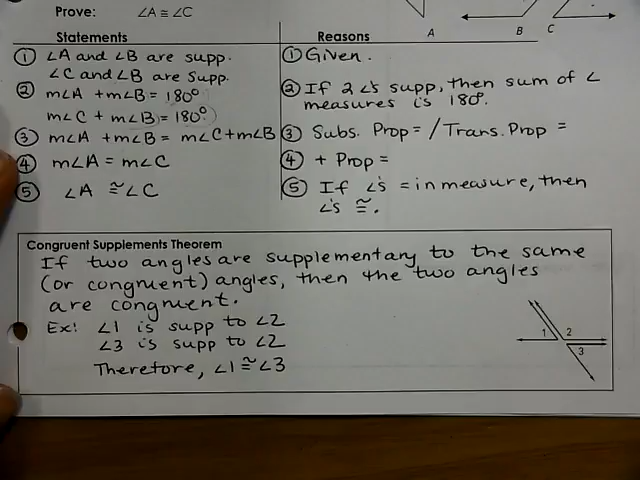 Prove: ∠A ≅ ∠C
A B C
Statements Reasons
① ∠A and ∠B are supp. ① Given.
∠C and ∠B are supp.
② m∠A + m∠B = 180° ② If 2 ∠'s supp, then sum of ∠
m∠C + m∠B = 180° measures is 180°.
③ m∠A + m∠B = m∠C + m∠B ③ Subs. Prop = / Trans. Prop =
④ m∠A = m∠C ④ + Prop =
⑤ ∠A ≅ ∠C ⑤ If ∠'s = in measure, then
∠'s ≅.
Congruent Supplements Theorem
If two angles are supplementary to the same
(or congruent) angles, then the two angles
are congruent.
Ex: ∠1 is supp to ∠2
∠3 is supp to ∠2
Therefore, ∠1 ≅ ∠3
1 2
3